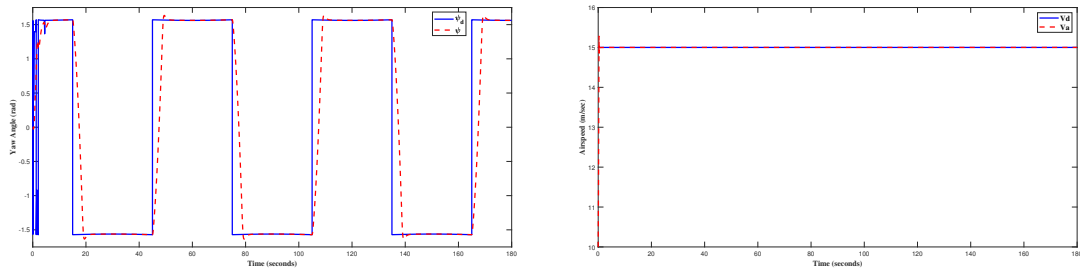 1.5
1
0.5
0
-0.5
-1
-1.5
Yaw Angle (rad)
0 20 40 60 80 100 120 140 160 180
Time (seconds)
ψ_d
ψ
16
15
14
13
12
11
10
Airspeed (m/sec)
0 20 40 60 80 100 120 140 160 180
Time (seconds)
Vd
Va